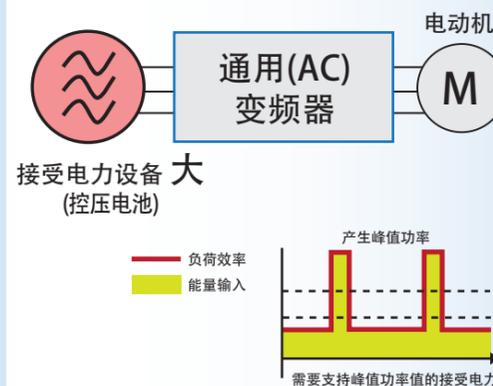 电动机
通用(AC)
变频器
M
接受电力设备 大
(控压电池)
产生峰值功率
负荷效率
能量输入
需要支持峰值功率值的接受电力